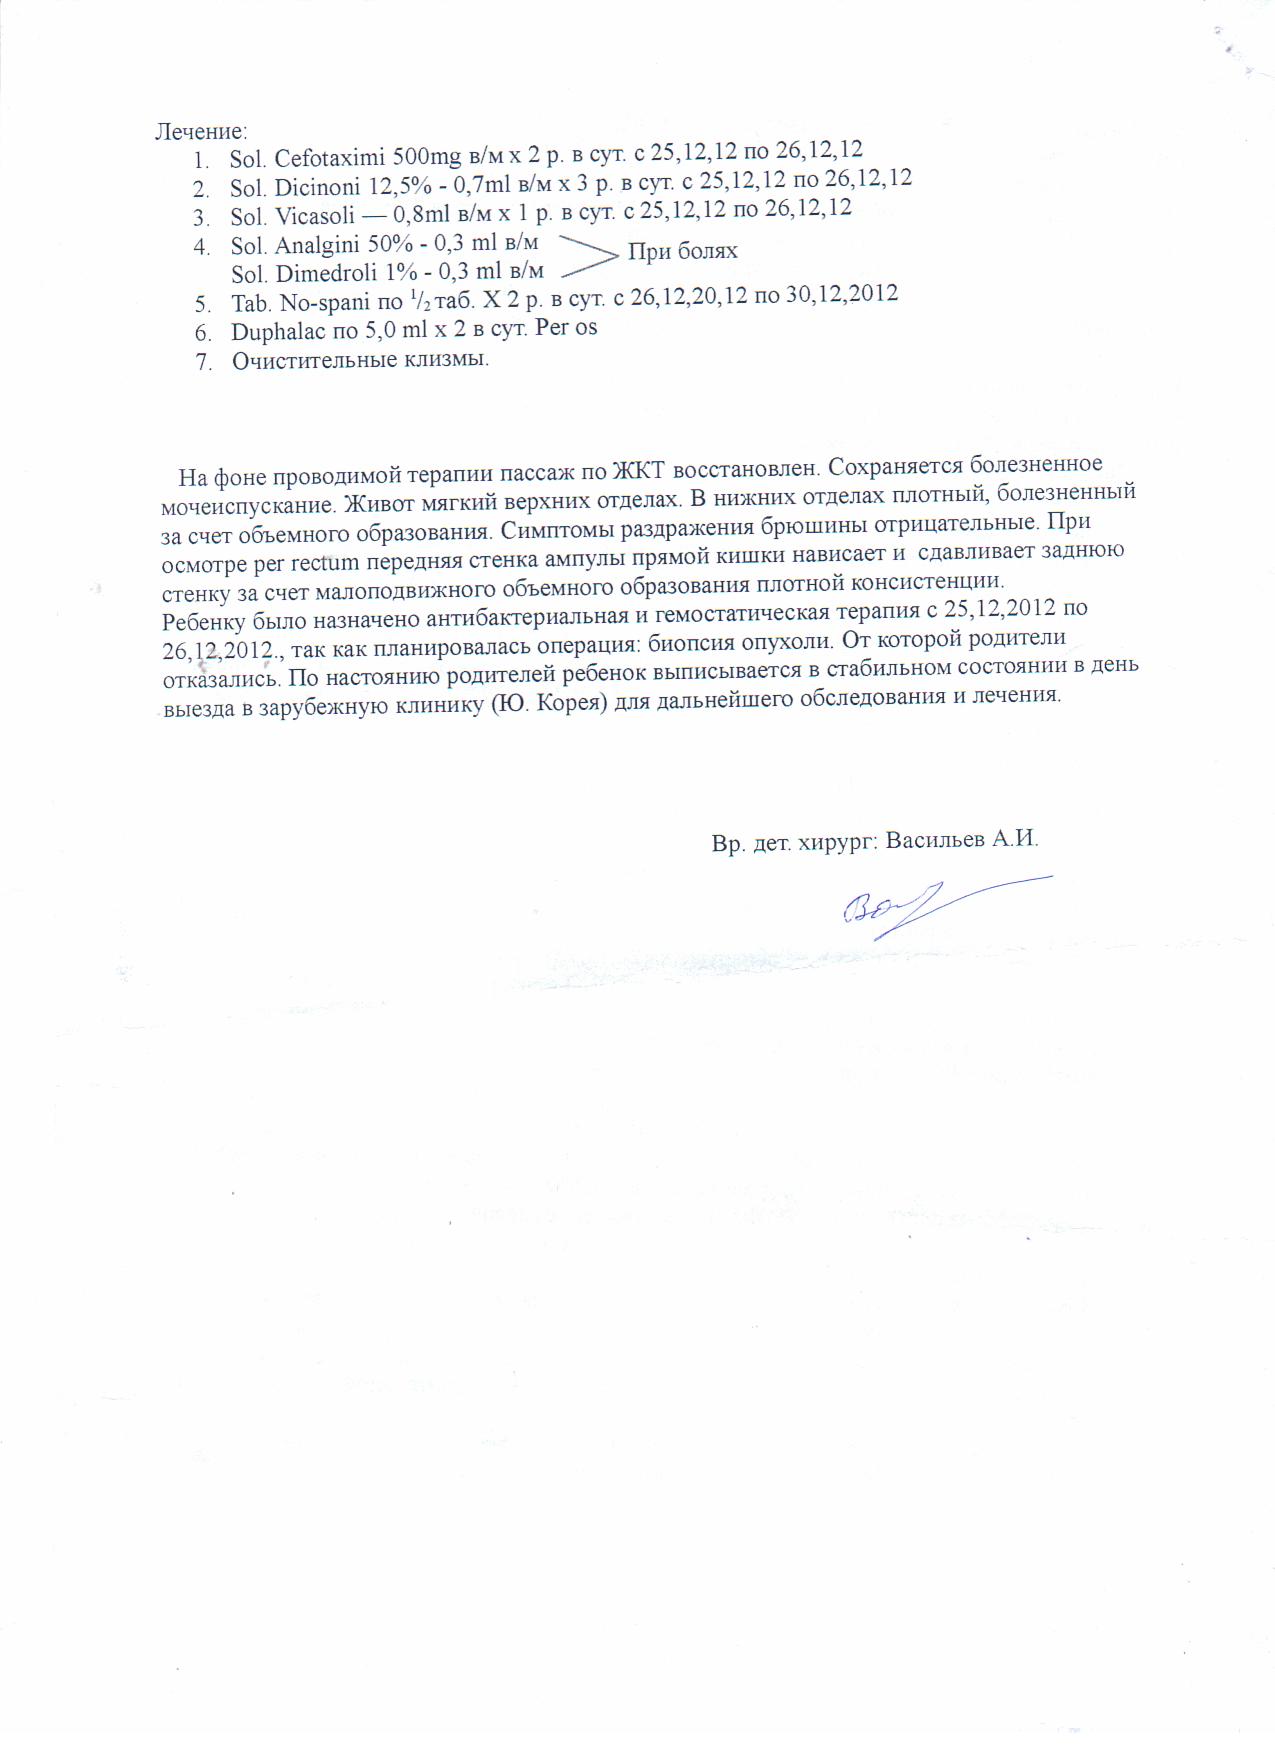 Лечение:
1. Sol. Cefotaximi 500mg в/м х 2 р. в сут. с 25,12,12 по 26,12,12
2. Sol. Dicinoni 12,5% - 0,7ml в/м х 3 р. в сут. с 25,12,12 по 26,12,12
3. Sol. Vicasoli — 0,8ml в/м х 1 р. в сут. с 25,12,12 по 26,12,12
4. Sol. Analgini 50% - 0,3 ml в/м
При болях
Sol. Dimedroli 1% - 0,3 ml в/м
5. Tab. No-spani по 1/2 таб. Х 2 р. в сут. с 26,12,20,12 по 30,12,2012
6. Duphalac по 5,0 ml х 2 в сут. Per os
7. Очистительные клизмы.
На фоне проводимой терапии пассаж по ЖКТ восстановлен. Сохраняется болезненное
мочеиспускание. Живот мягкий верхних отделах. В нижних отделах плотный, болезненный
за счет объемного образования. Симптомы раздражения брюшины отрицательные. При
осмотре per rectum передняя стенка ампулы прямой кишки нависает и сдавливает заднюю
стенку за счет малоподвижного объемного образования плотной консистенции.
Ребенку было назначено антибактериальная и гемостатическая терапия с 25,12,2012 по
26,12,2012., так как планировалась операция: биопсия опухоли. От которой родители
отказались. По настоянию родителей ребенок выписывается в стабильном состоянии в день
выезда в зарубежную клинику (Ю. Корея) для дальнейшего обследования и лечения.
Вр. дет. хирург: Васильев А.И.